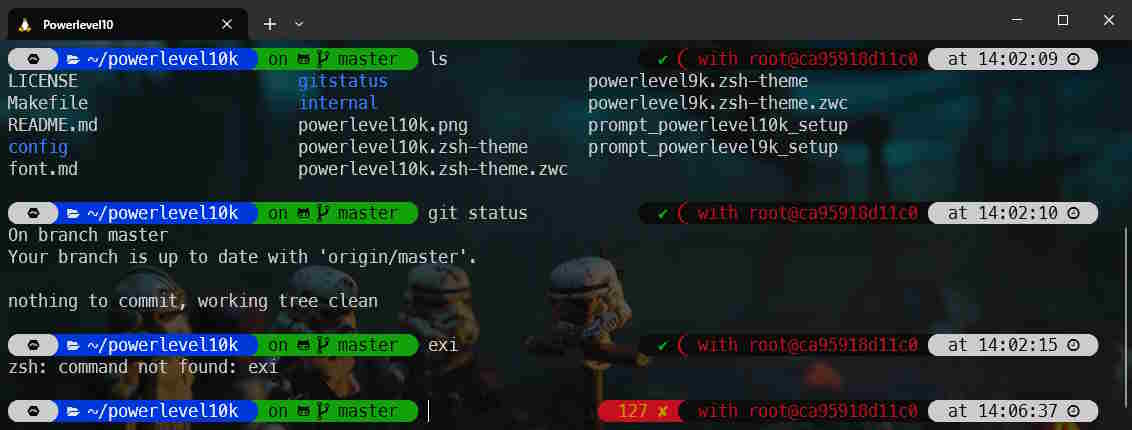 Powerlevel10
~/powerlevel10k on master ls ✔ with root@ca95918d11c0 at 14:02:09
LICENSE gitstatus powerlevel9k.zsh-theme
Makefile internal powerlevel9k.zsh-theme.zwc
README.md powerlevel10k.png prompt_powerlevel10k_setup
config powerlevel10k.zsh-theme prompt_powerlevel9k_setup
font.md powerlevel10k.zsh-theme.zwc
~/powerlevel10k on master git status ✔ with root@ca95918d11c0 at 14:02:10
On branch master
Your branch is up to date with 'origin/master'.
nothing to commit, working tree clean
~/powerlevel10k on master exi ✔ with root@ca95918d11c0 at 14:02:15
zsh: command not found: exi
~/powerlevel10k on master 127 ✘ with root@ca95918d11c0 at 14:06:37